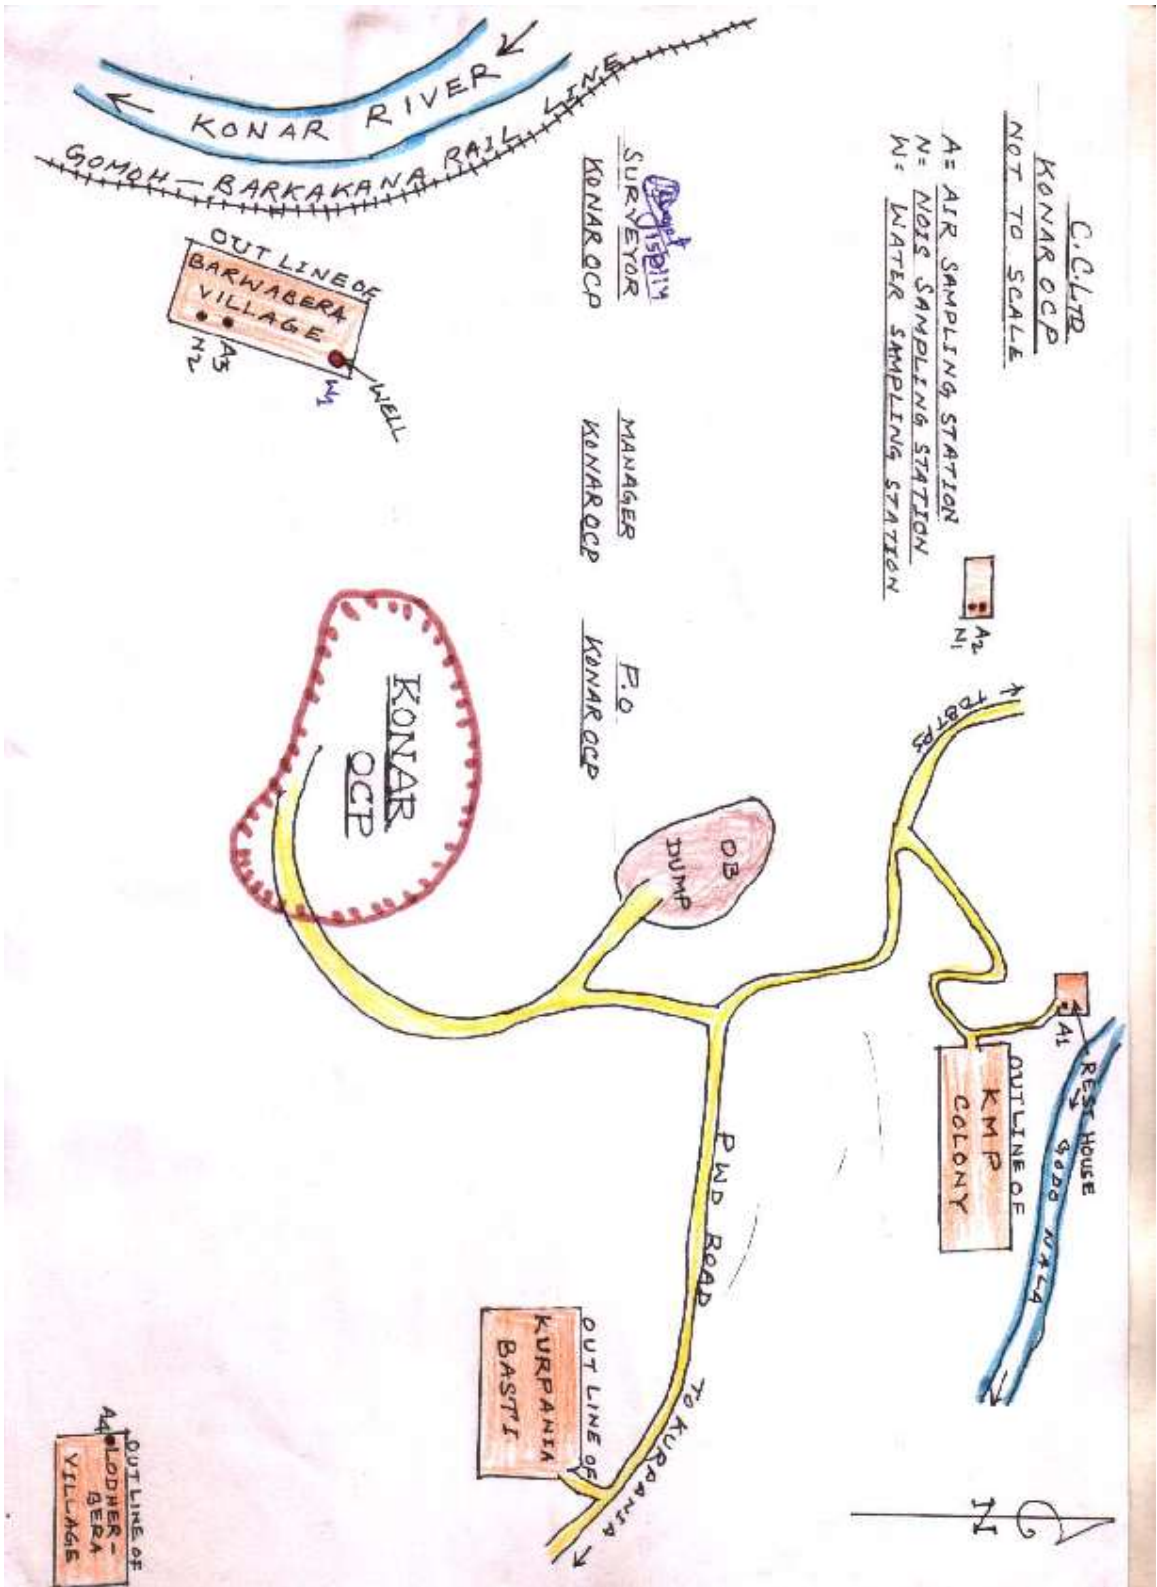 C.C.LTD
KONAR OCP
NOT TO SCALE
A= AIR SAMPLING STATION
N= NOIS SAMPLING STATION
W= WATER SAMPLING STATION
A2
N1
TO BTPS
A1
REST HOUSE
BODO NALA
OUTLINE OF
KMP
COLONY
N
SURVEYOR
KONAR OCP
MANAGER
KONAR OCP
P.O
KONAR OCP
OB
DUMP
PWD ROAD
TO KURPANIA
OUT LINE OF
KURPANIA
BASTI
KONAR RIVER
GOMOH-BARKAKANA RAIL LINE
OUT LINE OF
BARWABERA
VILLAGE
WELL
W1
A3
N2
KONAR
OCP
OUTLINE OF
A4
LODHER-
BERA
VILLAGE